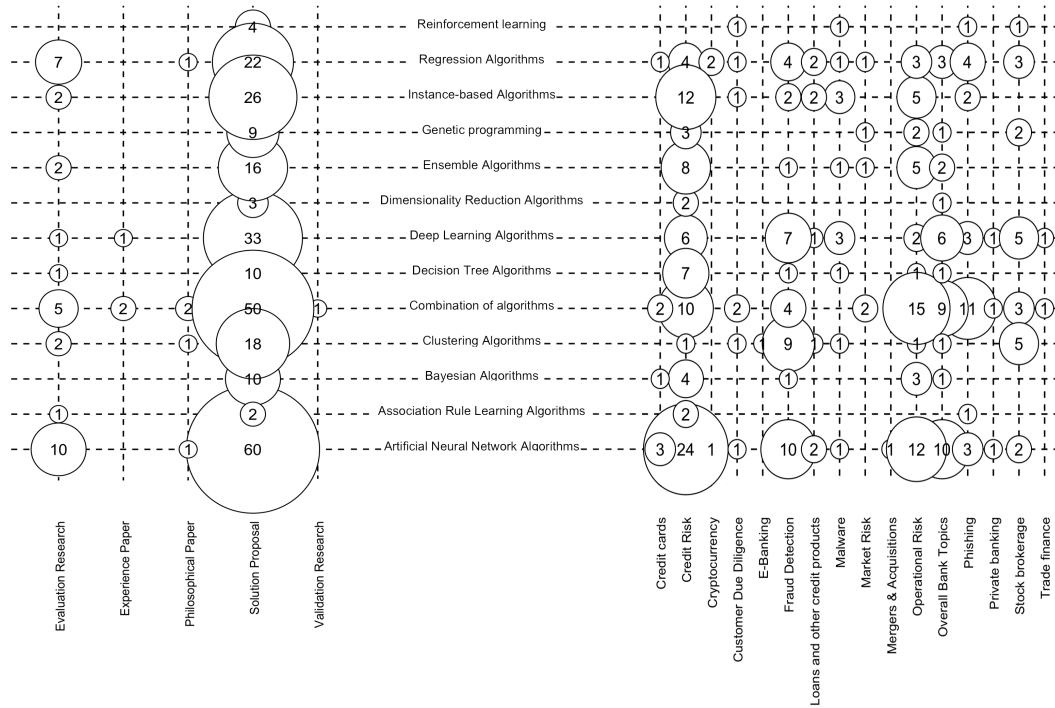 4 Reinforcement learning 1 1 1 1
7 1 22 Regression Algorithms 1 4 2 1 4 2 1 1 3 3 4 3
2 26 Instance-based Algorithms 12 1 2 2 3 5 2
9 Genetic programming 3 1 2 1 2
2 16 Ensemble Algorithms 8 1 1 1 5 2
3 Dimensionality Reduction Algorithms 2 1
1 1 33 Deep Learning Algorithms 6 7 1 3 2 6 3 1 5 1
1 10 Decision Tree Algorithms 7 1 1 1 1
5 2 2 50 1 Combination of algorithms 2 10 2 4 2 15 9 11 1 3 1
2 1 18 Clustering Algorithms 1 1 1 9 1 1 1 1 5
10 Bayesian Algorithms 1 4 1 3 1
1 2 Association Rule Learning Algorithms 2 1
10 1 60 Artificial Neural Network Algorithms 3 24 1 1 10 2 1 1 12 10 3 1 2
Evaluation Research
Experience Paper
Philosophical Paper
Solution Proposal
Validation Research
Credit cards
Credit Risk
Cryptocurrency
Customer Due Diligence
E-Banking
Fraud Detection
Loans and other credit products
Malware
Market Risk
Mergers & Acquisitions
Operational Risk
Overall Bank Topics
Phishing
Private banking
Stock brokerage
Trade finance